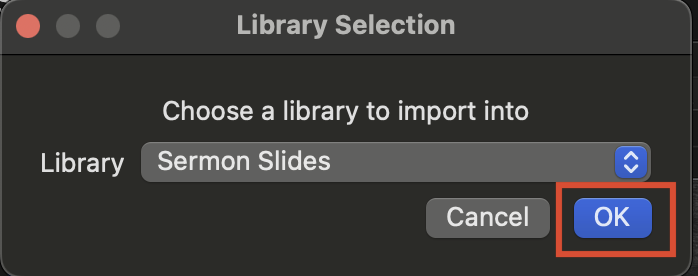 Library Selection
Choose a library to import into
Library Sermon Slides
Cancel OK